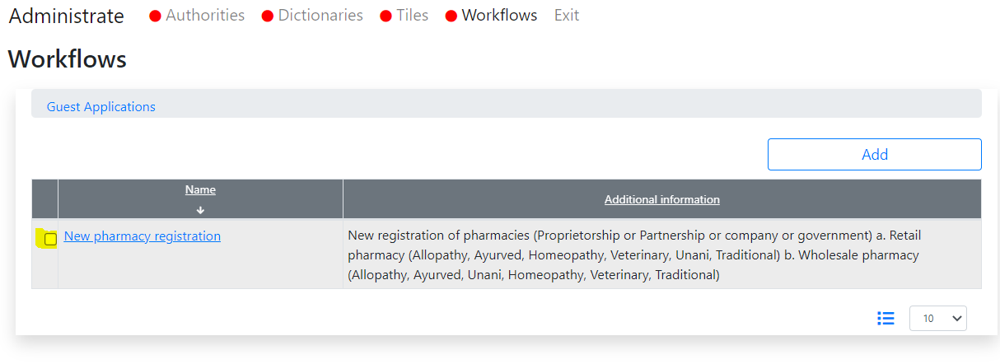 Administrate Authorities Dictionaries Tiles Workflows Exit
Workflows
Guest Applications
Add
Name
Additional information
New pharmacy registration
New registration of pharmacies (Proprietorship or Partnership or company or government) a. Retail
pharmacy (Allopathy, Ayurved, Homeopathy, Veterinary, Unani, Traditional) b. Wholesale pharmacy
(Allopathy, Ayurved, Unani, Homeopathy, Veterinary, Traditional)
10